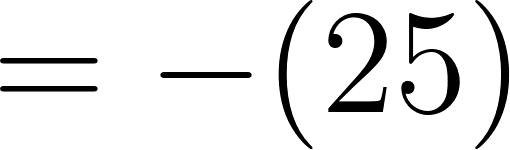 = −(25)